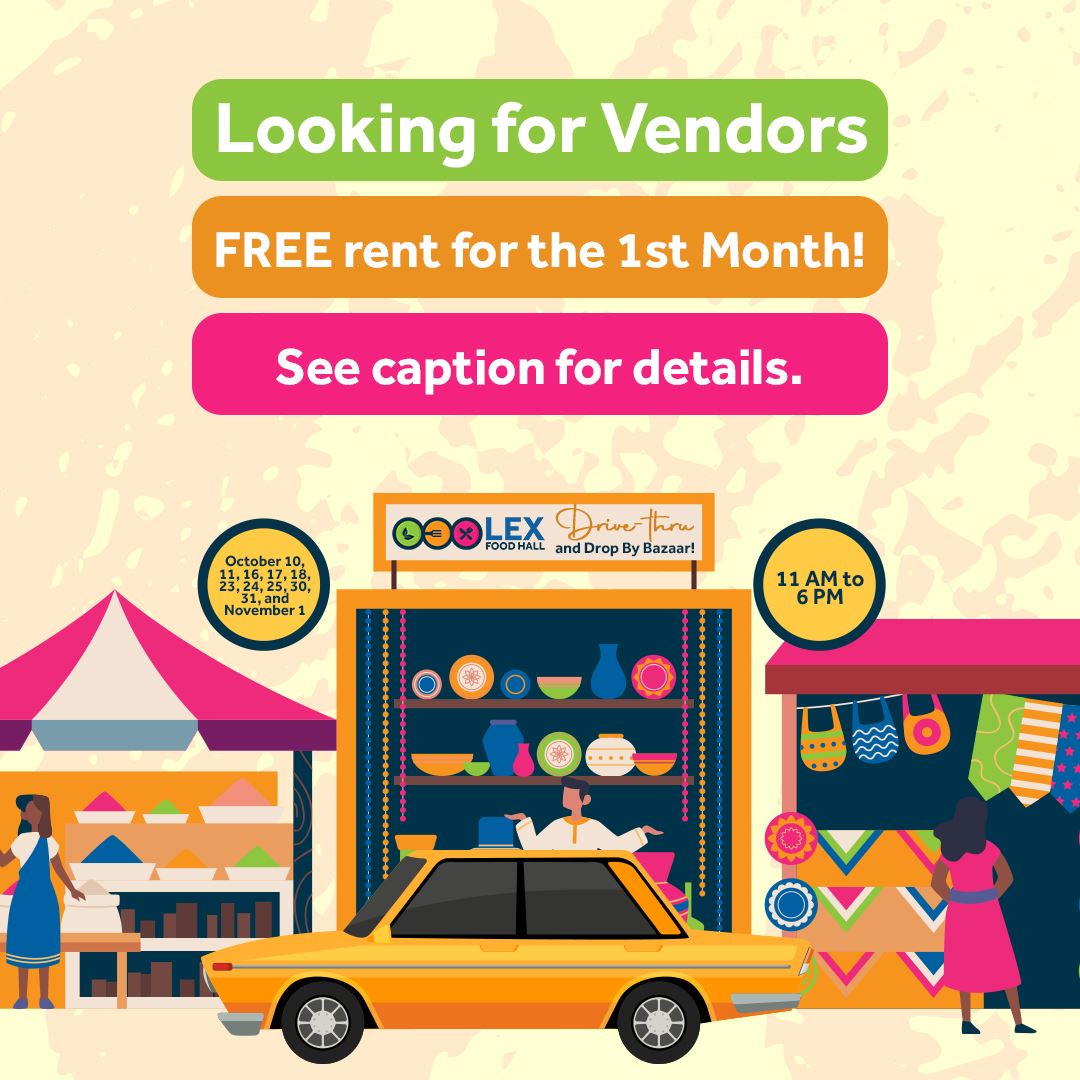 Looking for Vendors
FREE rent for the 1st Month!
See caption for details.
LEX
FOOD HALL
Drive-thru
and Drop By Bazaar!
October 10,
11, 16, 17, 18,
23, 24, 25, 30,
31, and
November 1
11 AM to
6 PM